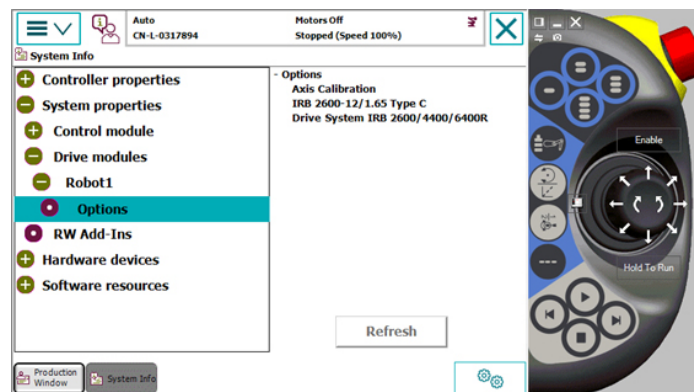 Auto
CN-L-0317894
Motors Off
Stopped (Speed 100%)
System Info
Controller properties
System properties
Control module
Drive modules
Robot1
Options
RW Add-Ins
Hardware devices
Software resources
- Options
Axis Calibration
IRB 2600-12/1.65 Type C
Drive System IRB 2600/4400/6400R
Refresh
Production
Window
System Info
Enable
Hold To Run